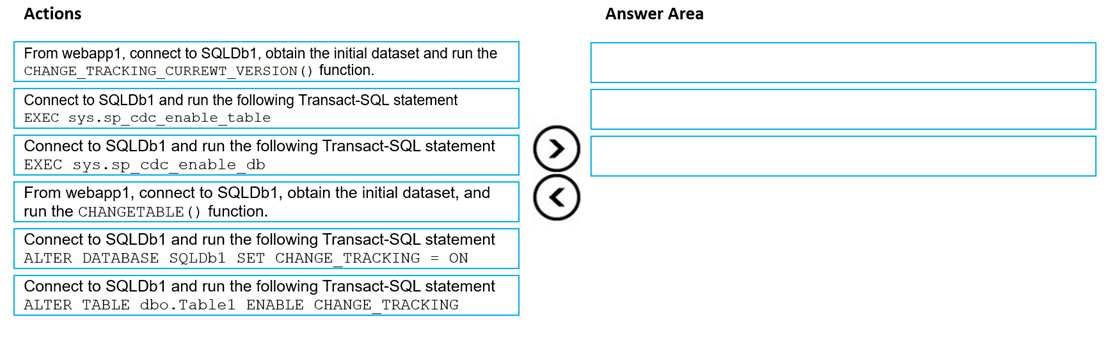 Actions
Answer Area
From webapp1, connect to SQLDb1, obtain the initial dataset and run the
CHANGE_TRACKING_CURREWT_VERSION() function.
Connect to SQLDb1 and run the following Transact-SQL statement
EXEC sys.sp_cdc_enable_table
Connect to SQLDb1 and run the following Transact-SQL statement
EXEC sys.sp_cdc_enable_db
From webapp1, connect to SQLDb1, obtain the initial dataset, and
run the CHANGETABLE() function.
Connect to SQLDb1 and run the following Transact-SQL statement
ALTER DATABASE SQLDb1 SET CHANGE_TRACKING = ON
Connect to SQLDb1 and run the following Transact-SQL statement
ALTER TABLE dbo.Table1 ENABLE CHANGE_TRACKING